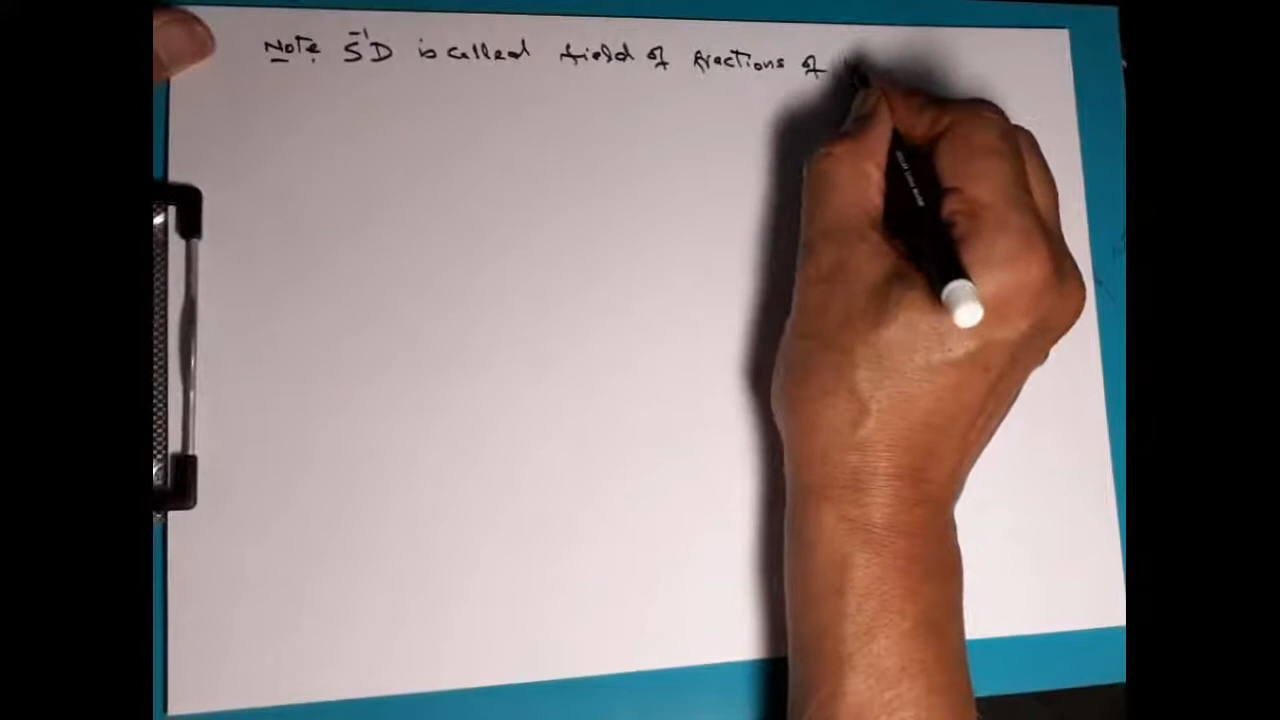 Note. S⁻¹D is called field of fractions of